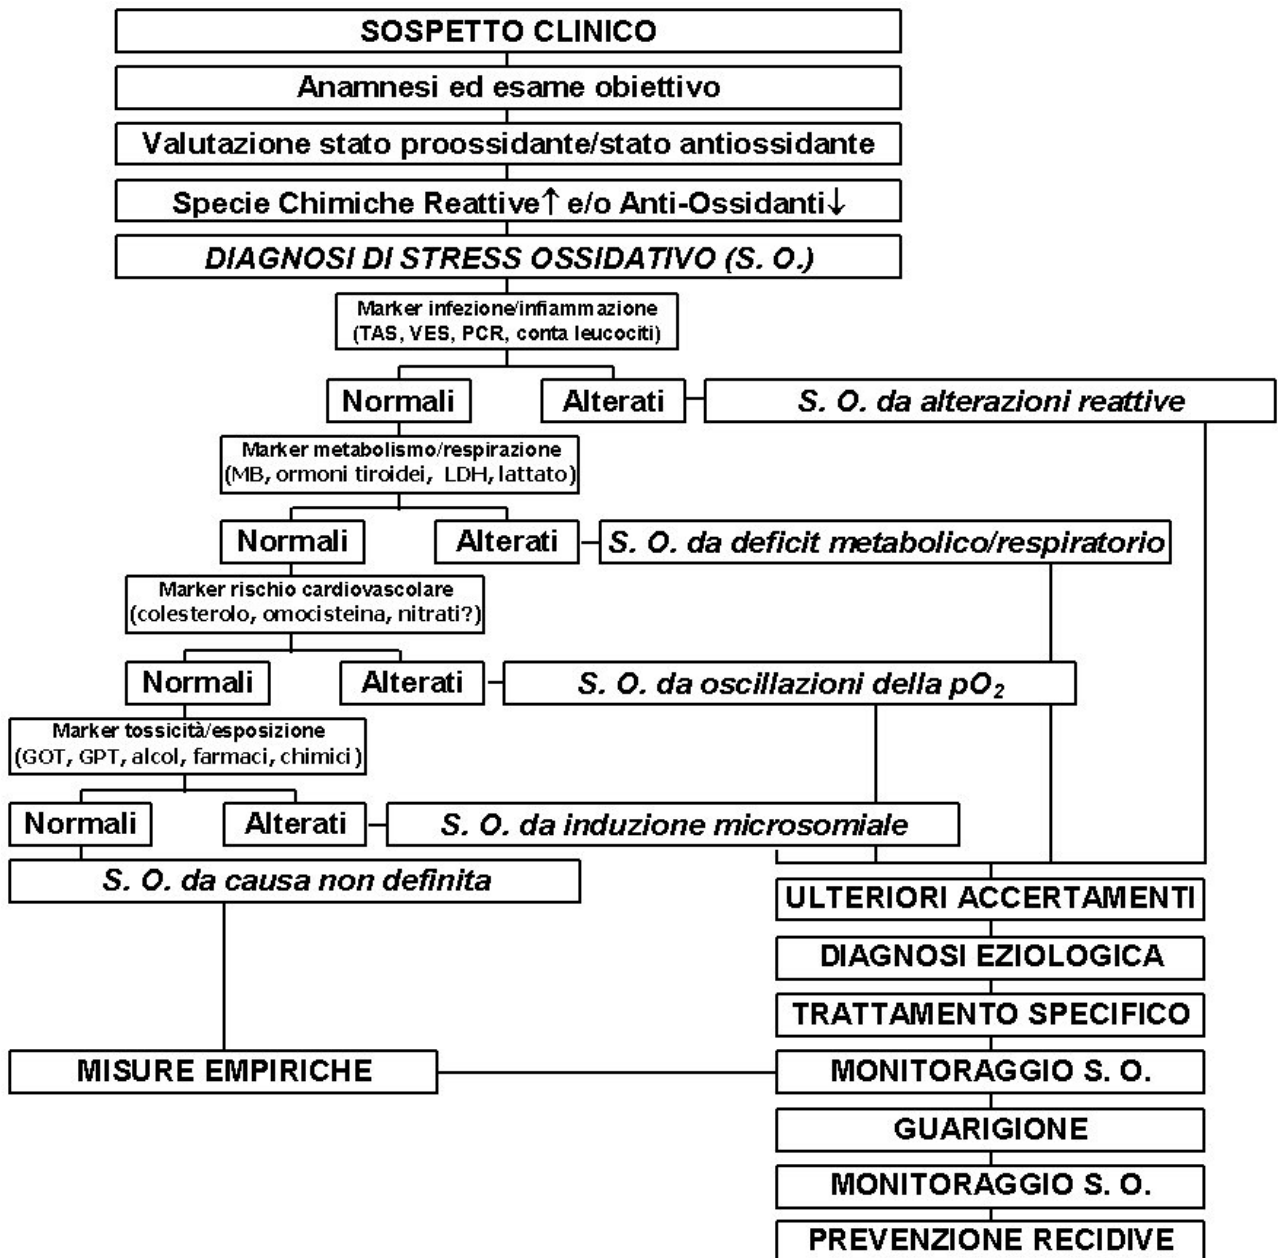 SOSPETTO CLINICO
Anamnesi ed esame obiettivo
Valutazione stato proossidante/stato antiossidante
Specie Chimiche Reattive↑ e/o Anti-Ossidanti↓
DIAGNOSI DI STRESS OSSIDATIVO (S. O.)
Marker infezione/infiammazione
(TAS, VES, PCR, conta leucociti)
Normali
Alterati
S. O. da alterazioni reattive
Marker metabolismo/respirazione
(MB, ormoni tiroidei, LDH, lattato)
Normali
Alterati
S. O. da deficit metabolico/respiratorio
Marker rischio cardiovascolare
(colesterolo, omocisteina, nitrati?)
Normali
Alterati
S. O. da oscillazioni della pO₂
Marker tossicità/esposizione
(GOT, GPT, alcol, farmaci, chimici)
Normali
Alterati
S. O. da induzione microsomiale
S. O. da causa non definita
ULTERIORI ACCERTAMENTI
DIAGNOSI EZIOLOGICA
TRATTAMENTO SPECIFICO
MISURE EMPIRICHE
MONITORAGGIO S. O.
GUARIGIONE
MONITORAGGIO S. O.
PREVENZIONE RECIDIVE